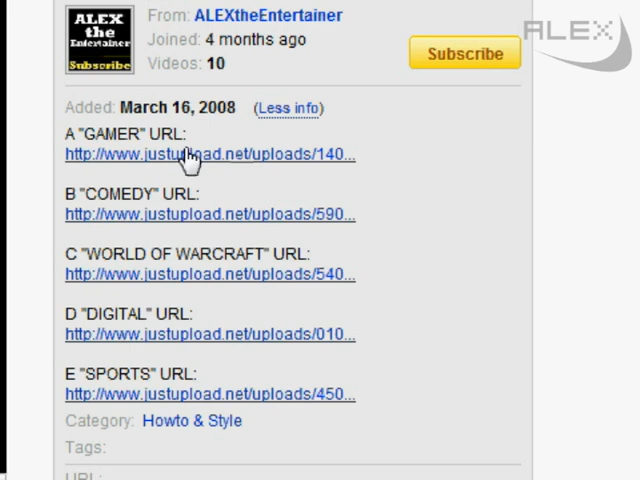 ALEX
the
Entertainer
Subscribe
From: ALEXtheEntertainer
Joined: 4 months ago
Videos: 10
Subscribe
ALEX
Added: March 16, 2008 (Less info)
A "GAMER" URL:
http://www.justupload.net/uploads/140...
B "COMEDY" URL:
http://www.justupload.net/uploads/590...
C "WORLD OF WARCRAFT" URL:
http://www.justupload.net/uploads/540...
D "DIGITAL" URL:
http://www.justupload.net/uploads/010...
E "SPORTS" URL:
http://www.justupload.net/uploads/450...
Category: Howto & Style
Tags:
URL: